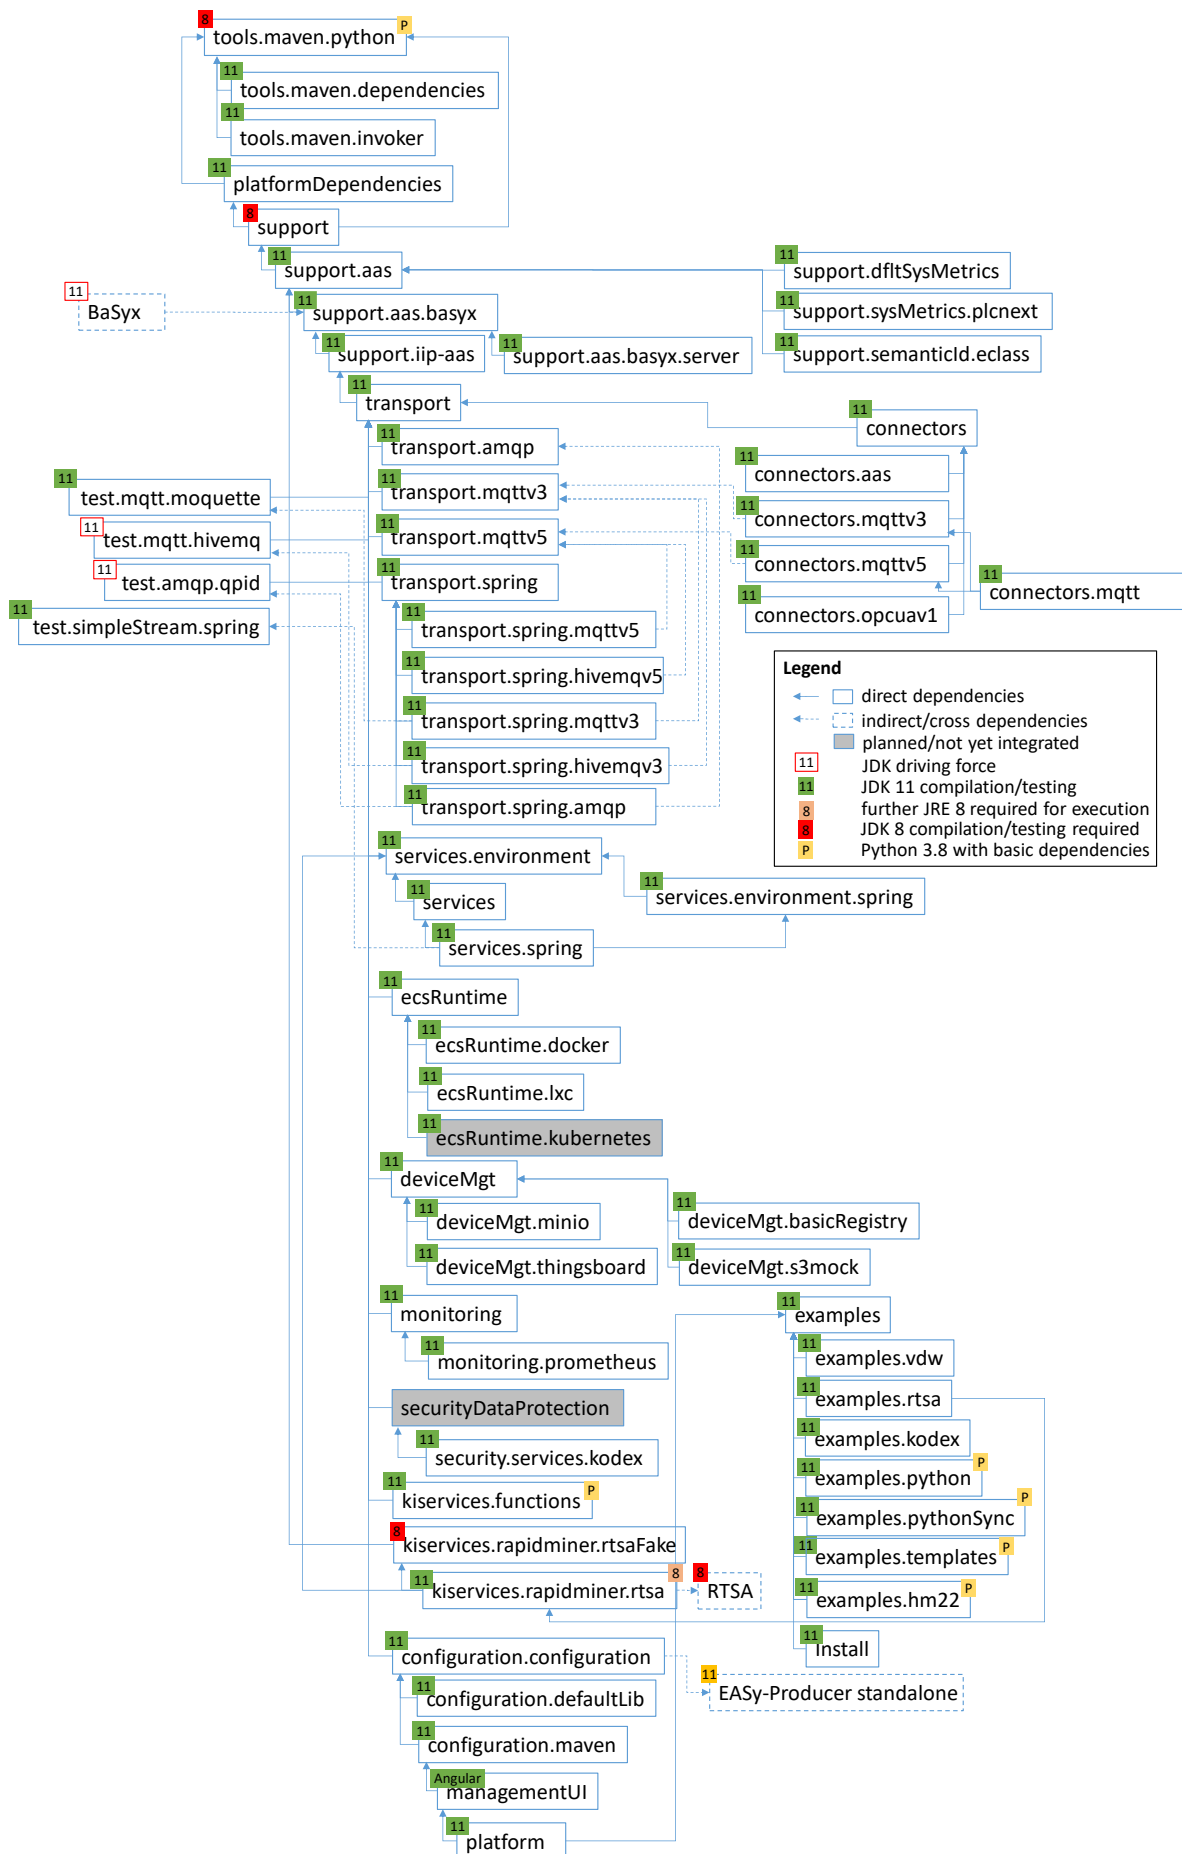 8
P
tools.maven.python
11
tools.maven.dependencies
11
tools.maven.invoker
11
platformDependencies
8
support
11
support.aas
11
support.dfltSysMetrics
11
BaSyx
11
support.aas.basyx
11
support.sysMetrics.plcnext
11
support.iip-aas
11
support.aas.basyx.server
11
support.semanticId.eclass
11
transport
11
connectors
11
transport.amqp
11
connectors.aas
11
test.mqtt.moquette
11
transport.mqttv3
11
connectors.mqttv3
11
test.mqtt.hivemq
11
transport.mqttv5
11
connectors.mqttv5
11
test.amqp.qpid
11
transport.spring
11
connectors.mqtt
11
test.simpleStream.spring
11
transport.spring.mqttv5
11
connectors.opcuav1
11
transport.spring.hivemqv5
11
transport.spring.mqttv3
11
transport.spring.hivemqv3
11
transport.spring.amqp
Legend
direct dependencies
indirect/cross dependencies
planned/not yet integrated
11 JDK driving force
11 JDK 11 compilation/testing
8 further JRE 8 required for execution
8 JDK 8 compilation/testing required
P Python 3.8 with basic dependencies
11
services.environment
11
services
11
services.environment.spring
11
services.spring
11
ecsRuntime
11
ecsRuntime.docker
11
ecsRuntime.lxc
11
ecsRuntime.kubernetes
11
deviceMgt
11
deviceMgt.minio
11
deviceMgt.basicRegistry
11
deviceMgt.thingsboard
11
deviceMgt.s3mock
11
monitoring
11
monitoring.prometheus
11
examples
11
examples.vdw
11
examples.rtsa
11
examples.kodex
11
P
examples.python
11
P
examples.pythonSync
11
P
examples.templates
11
P
examples.hm22
11
Install
securityDataProtection
11
security.services.kodex
11
P
kiservices.functions
8
kiservices.rapidminer.rtsaFake
11
8
kiservices.rapidminer.rtsa
8
RTSA
11
configuration.configuration
11
EASy-Producer standalone
11
configuration.defaultLib
11
configuration.maven
Angular
managementUI
11
platform